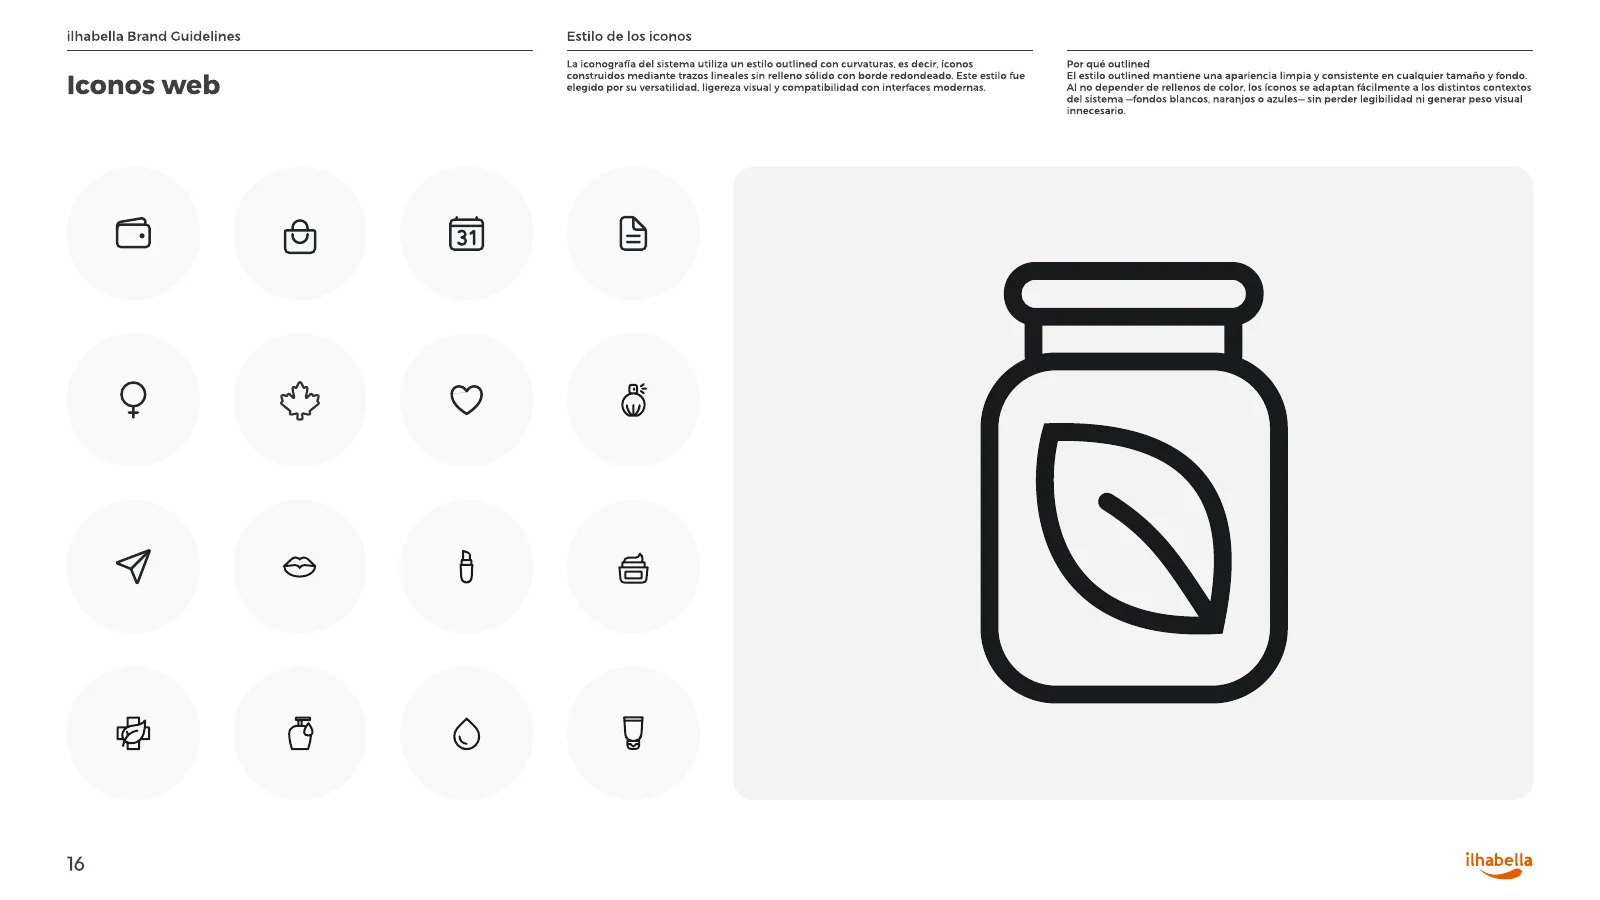 ilhabella Brand Guidelines
Iconos web
Estilo de los iconos
La iconografía del sistema utiliza un estilo outlined con curvaturas, es decir, íconos
construidos mediante trazos lineales sin relleno sólido con borde redondeado. Este estilo fue
elegido por su versatilidad, ligereza visual y compatibilidad con interfaces modernas.
Por qué outlined
El estilo outlined mantiene una apariencia limpia y consistente en cualquier tamaño y fondo.
Al no depender de rellenos de color, los íconos se adaptan fácilmente a los distintos contextos
del sistema —fondos blancos, naranjos o azules— sin perder legibilidad ni generar peso visual
innecesario.
31
16
ilhabella